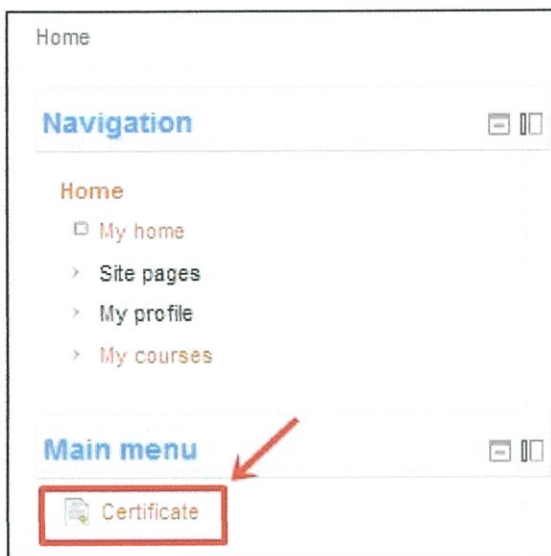 Home
Navigation
Home
My home
Site pages
My profile
My courses
Main menu
Certificate